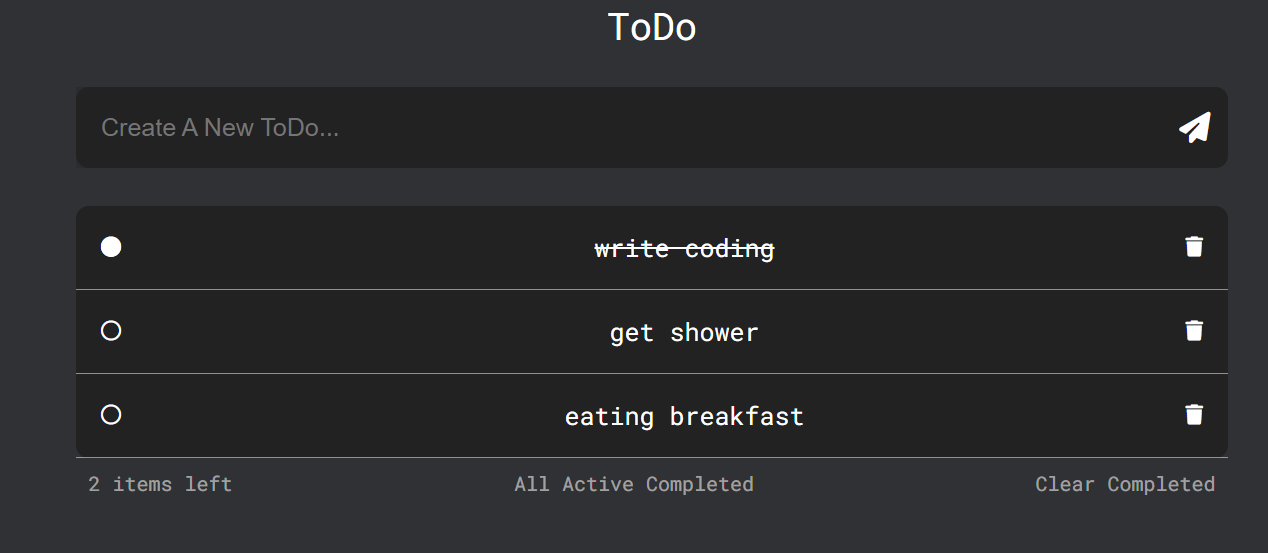 ToDo
Create A New ToDo...
write coding
get shower
eating breakfast
2 items left All Active Completed Clear Completed